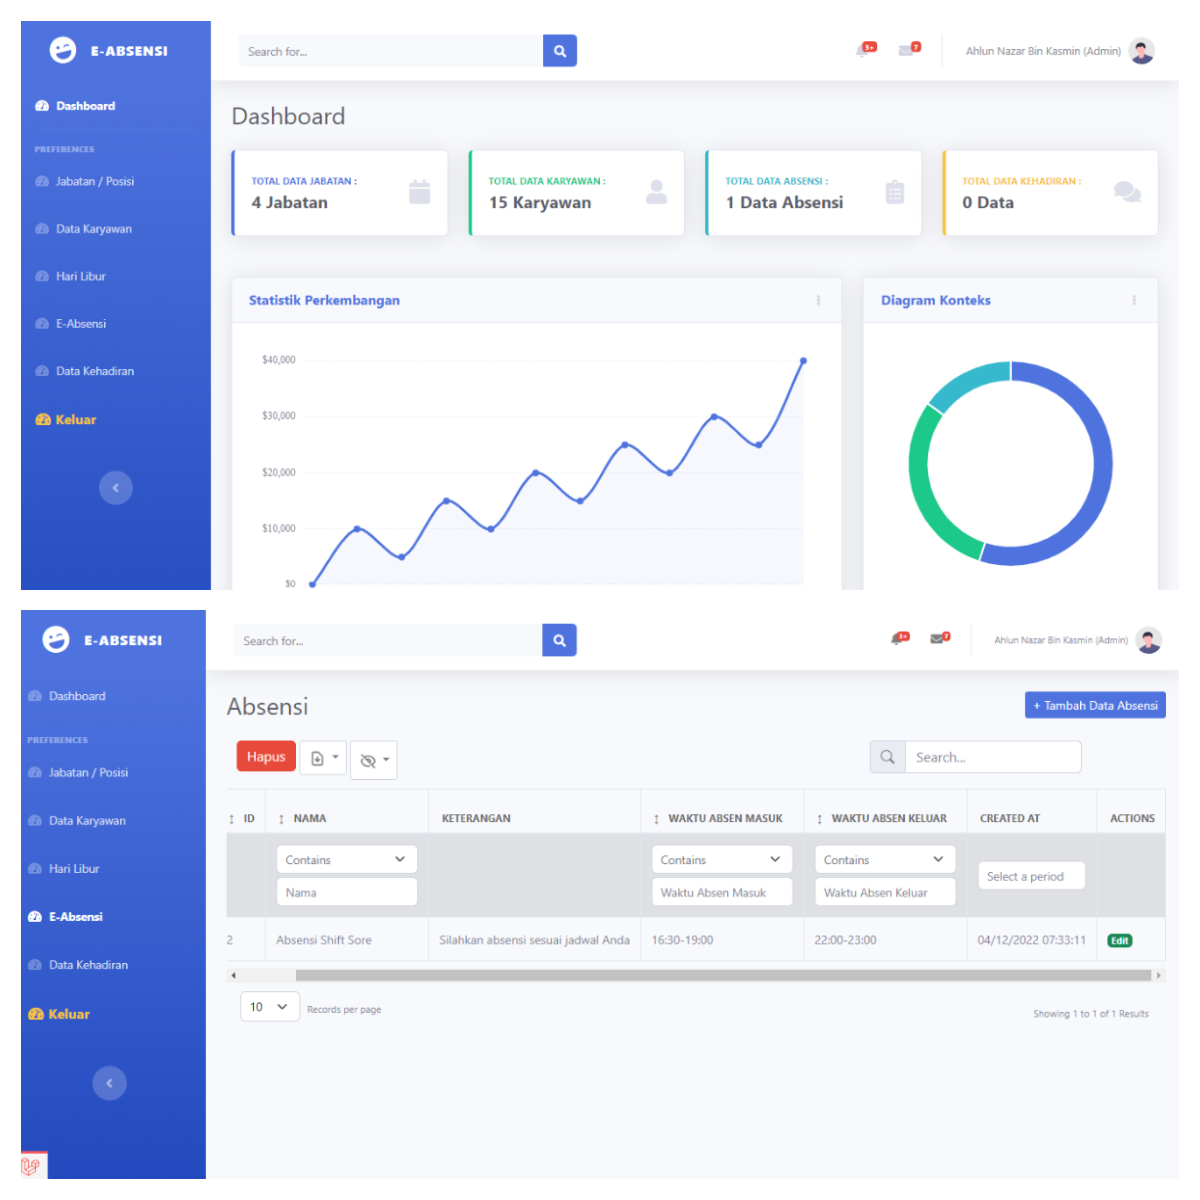 E-ABSENSI
Search for...
3+
7
Ahlun Nazar Bin Kasmin (Admin)
Dashboard
PREFERENCES
Jabatan / Posisi
Data Karyawan
Hari Libur
E-Absensi
Data Kehadiran
Keluar
Dashboard
TOTAL DATA JABATAN :
4 Jabatan
TOTAL DATA KARYAWAN :
15 Karyawan
TOTAL DATA ABSENSI :
1 Data Absensi
TOTAL DATA KEHADIRAN :
0 Data
Statistik Perkembangan
$40,000
$30,000
$20,000
$10,000
$0
Diagram Konteks
E-ABSENSI
Search for...
3+
7
Ahlun Nazar Bin Kasmin (Admin)
Dashboard
PREFERENCES
Jabatan / Posisi
Data Karyawan
Hari Libur
E-Absensi
Data Kehadiran
Keluar
Absensi
+ Tambah Data Absensi
Hapus
Search...
ID NAMA KETERANGAN WAKTU ABSEN MASUK WAKTU ABSEN KELUAR CREATED AT ACTIONS
Contains Contains Contains
Select a period
Nama Waktu Absen Masuk Waktu Absen Keluar
2 Absensi Shift Sore Silahkan absensi sesuai jadwal Anda 16:30-19:00 22:00-23:00 04/12/2022 07:33:11 Edit
10 Records per page
Showing 1 to 1 of 1 Results